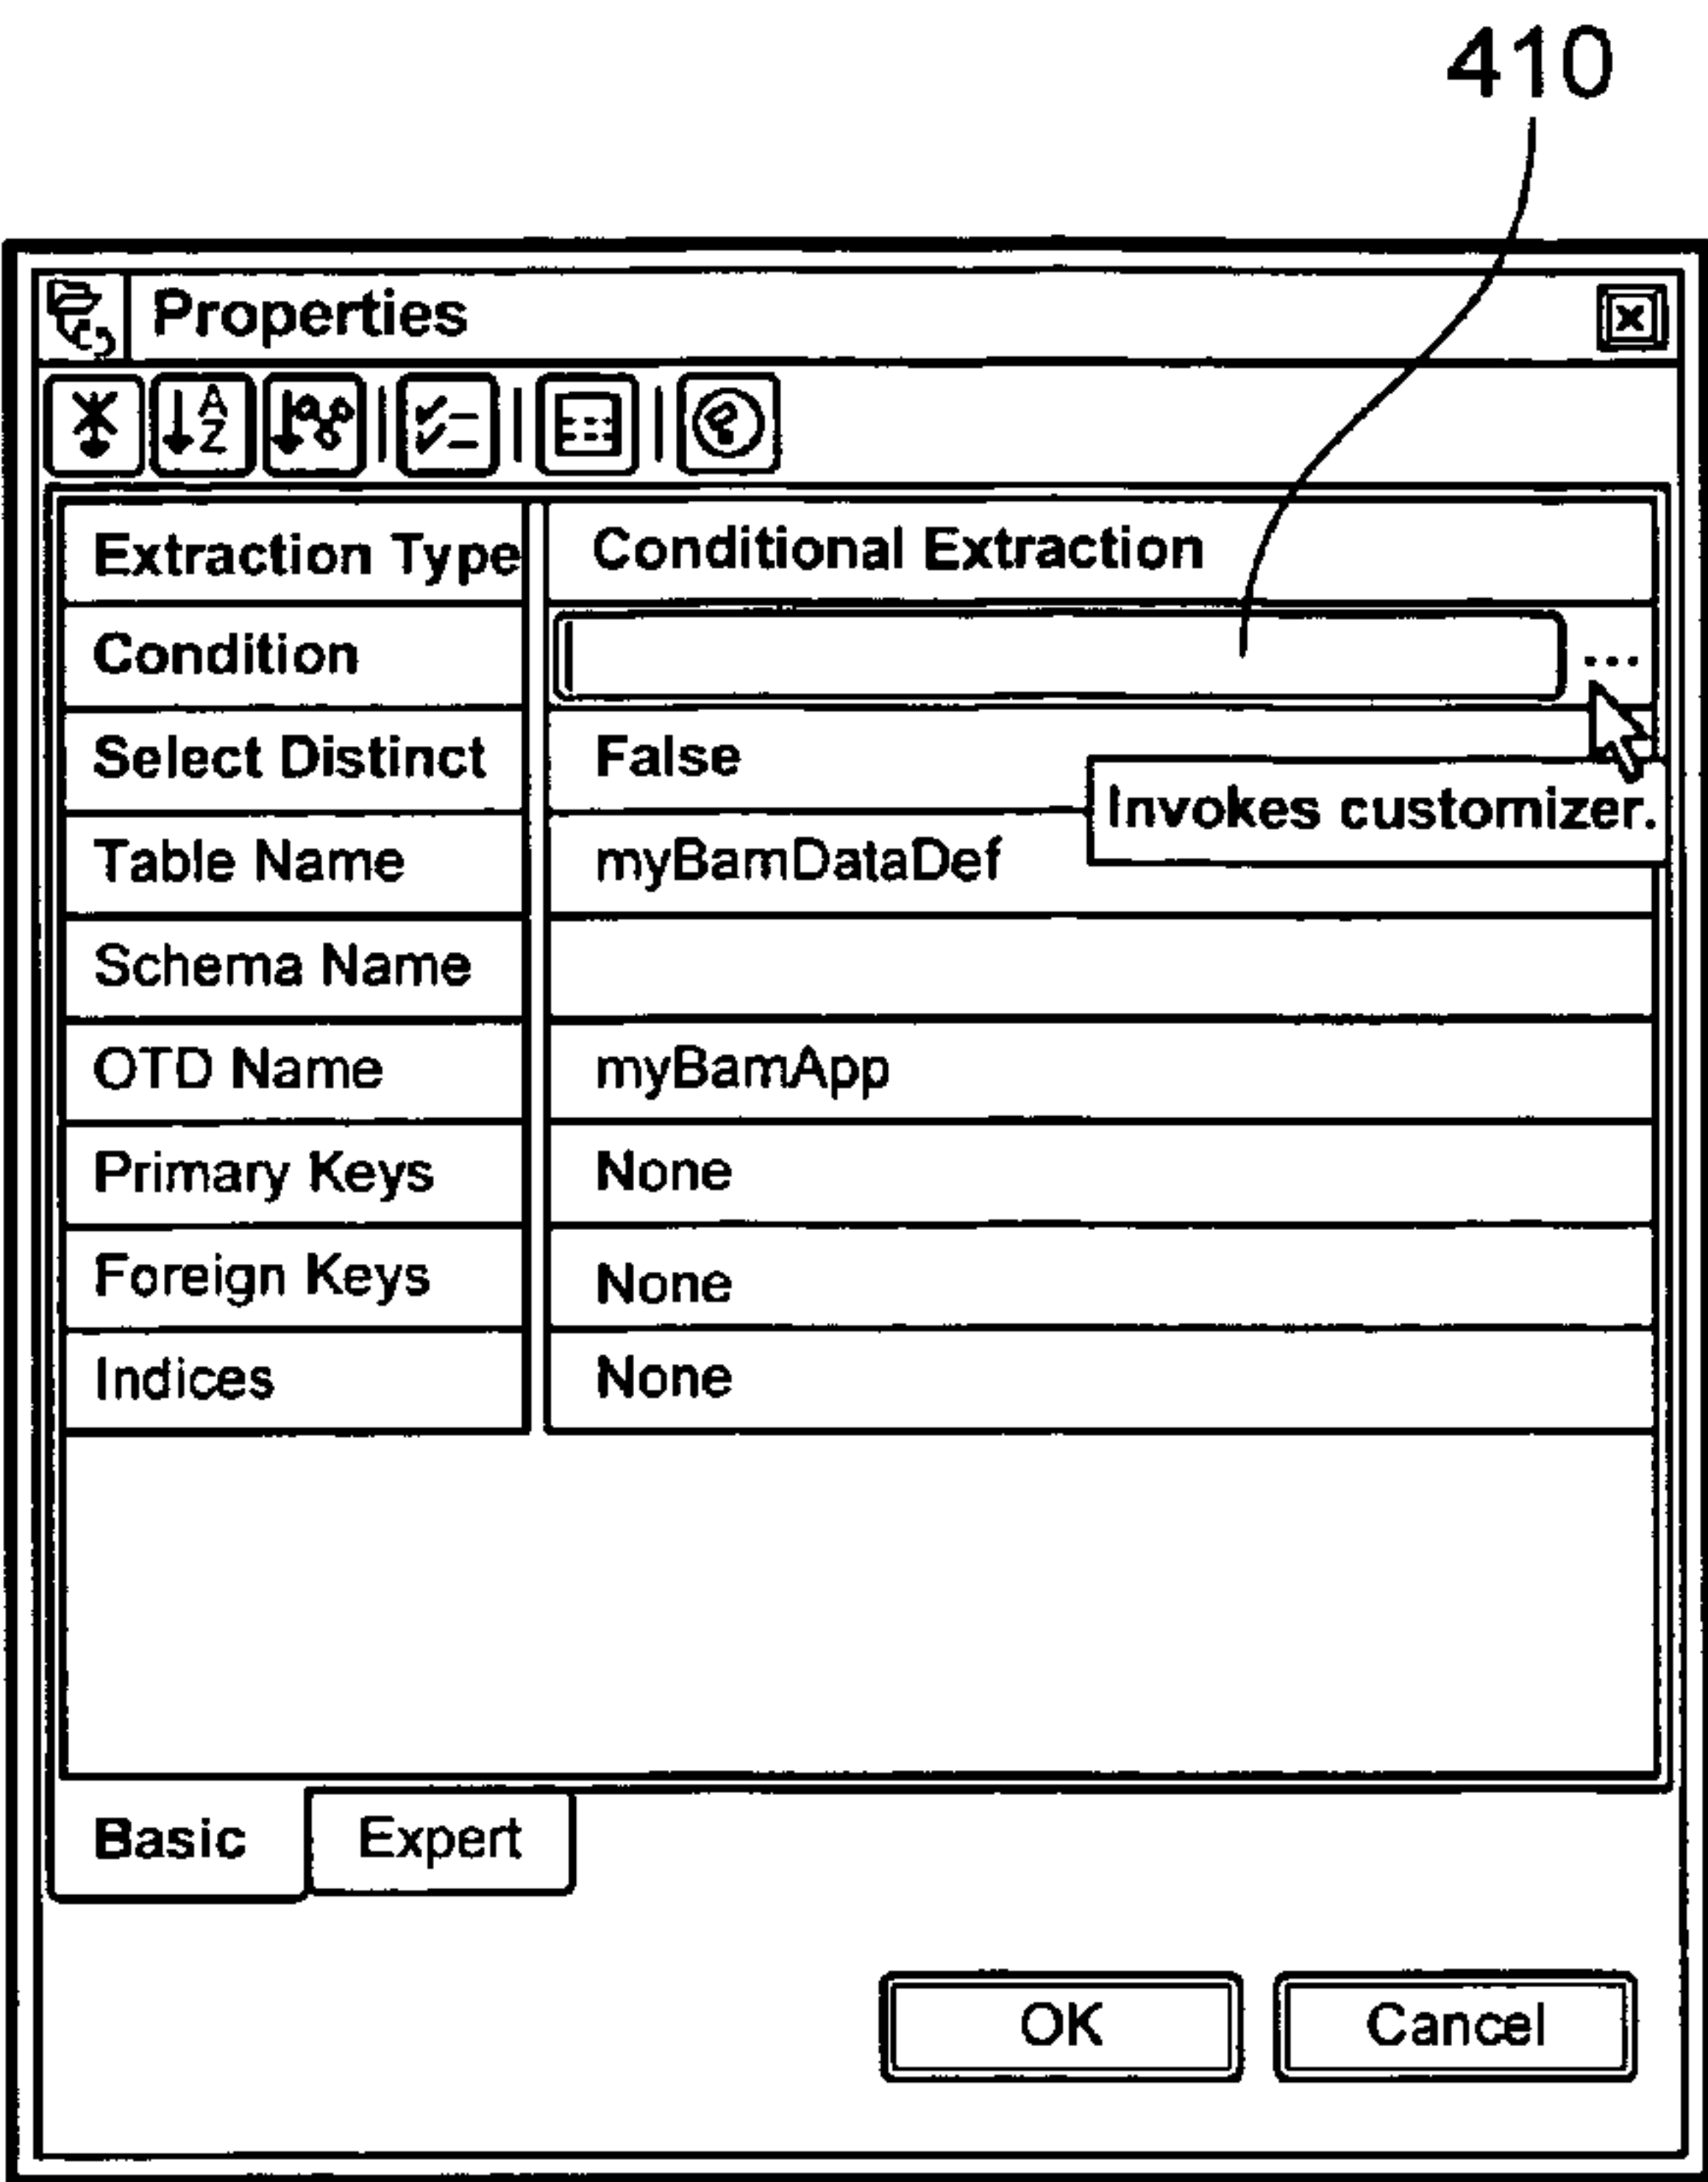 410
Properties
A
Z
Extraction Type Conditional Extraction
Condition ...
Select Distinct False
Invokes customizer.
Table Name myBamDataDef
Schema Name
OTD Name myBamApp
Primary Keys None
Foreign Keys None
Indices None
Basic Expert
OK Cancel